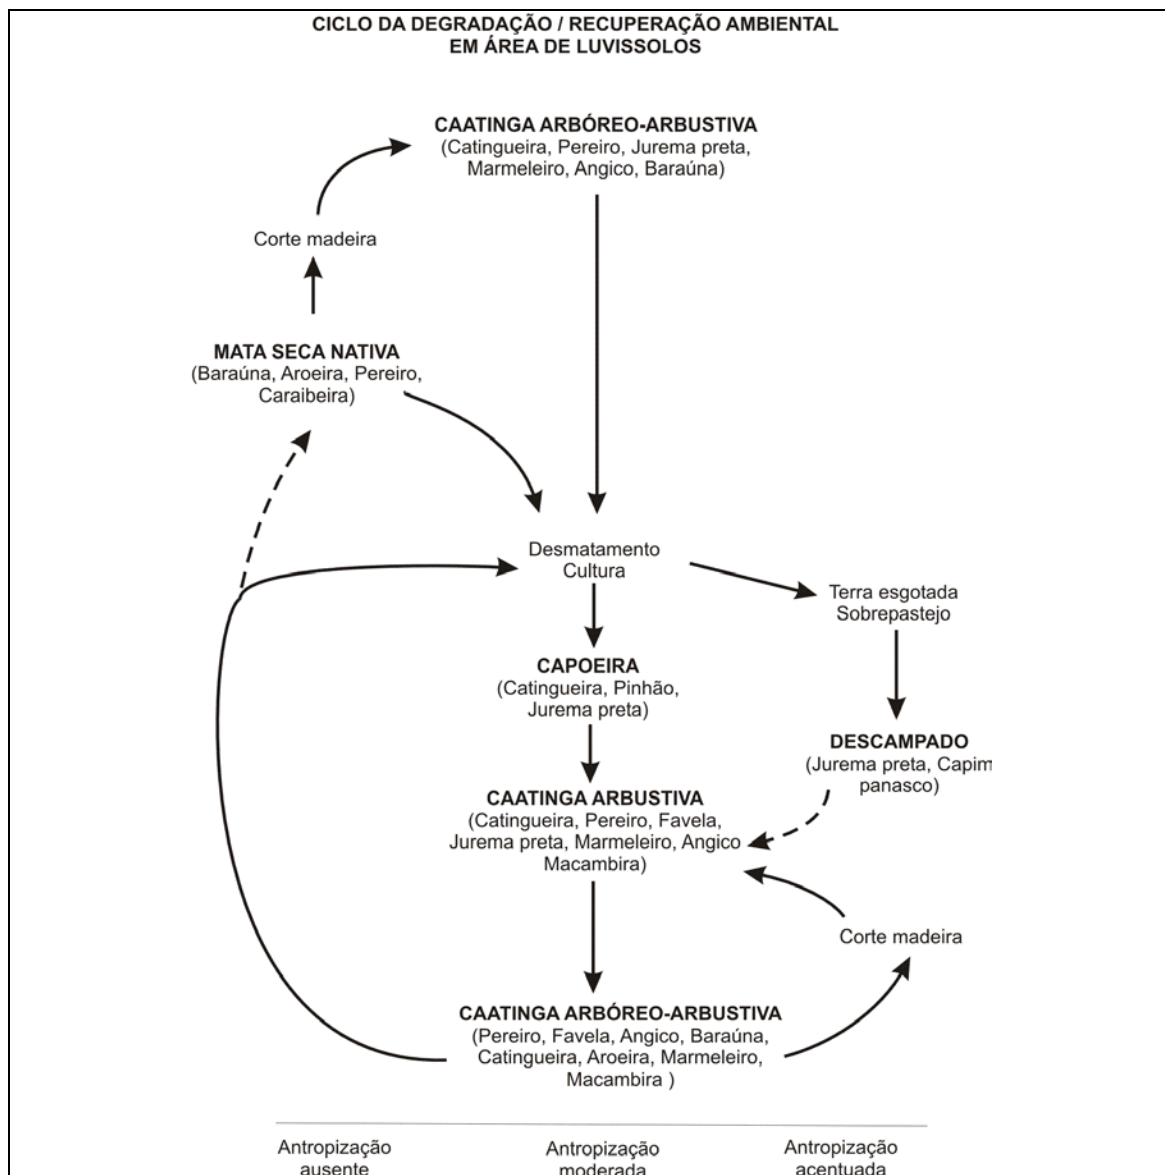 CICLO DA DEGRADAÇÃO / RECUPERAÇÃO AMBIENTAL
EM ÁREA DE LUVISSOLOS
CAATINGA ARBÓREO-ARBUSTIVA
(Catingueira, Pereiro, Jurema preta,
Marmeleiro, Angico, Baraúna)
Corte madeira
MATA SECA NATIVA
(Baraúna, Aroeira, Pereiro,
Caraibeira)
Desmatamento
Cultura
Terra esgotada
Sobrepastejo
CAPOEIRA
(Catingueira, Pinhão,
Jurema preta)
DESCAMPADO
(Jurema preta, Capim
panasco)
CAATINGA ARBUSTIVA
(Catingueira, Pereiro, Favela,
Jurema preta, Marmeleiro, Angico
Macambira)
Corte madeira
CAATINGA ARBÓREO-ARBUSTIVA
(Pereiro, Favela, Angico, Baraúna,
Catingueira, Aroeira, Marmeleiro,
Macambira )
Antropização
ausente
Antropização
moderada
Antropização
acentuada